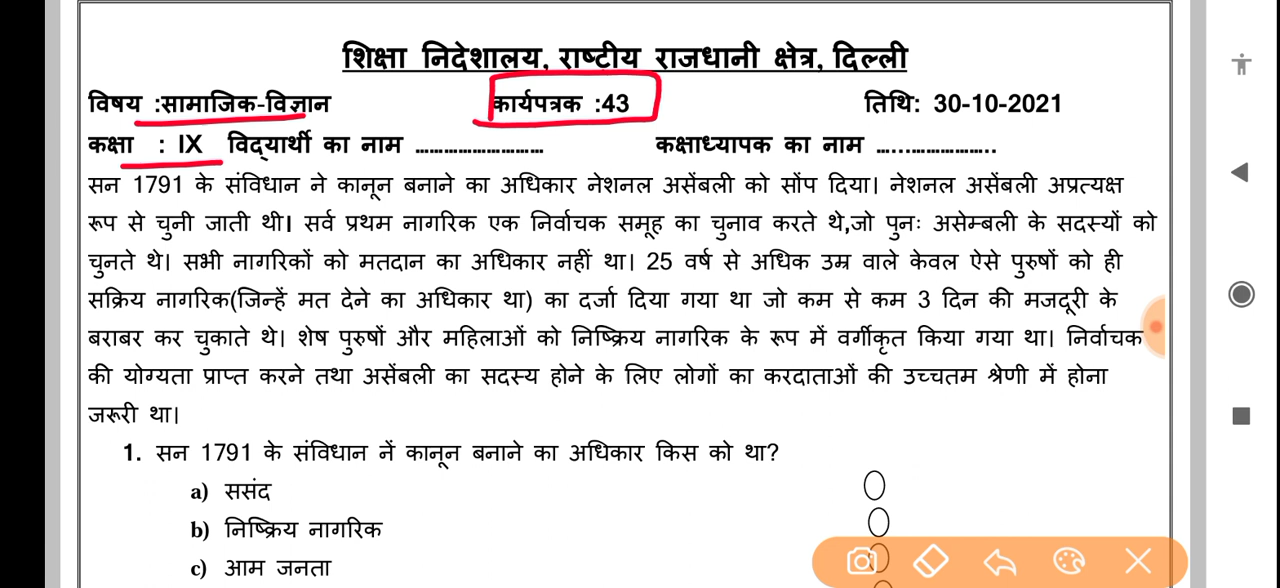 शिक्षा निदेशालय, राष्टीय राजधानी क्षेत्र, दिल्ली
विषय :सामाजिक-विज्ञान कार्यपत्रक :43 तिथि: 30-10-2021
कक्षा : IX विद्यार्थी का नाम ........................... कक्षाध्यापक का नाम ...........................
सन 1791 के संविधान ने कानून बनाने का अधिकार नेशनल असेंबली को सोंप दिया। नेशनल असेंबली अप्रत्यक्ष
रूप से चुनी जाती थी। सर्व प्रथम नागरिक एक निर्वाचक समूह का चुनाव करते थे,जो पुनः असेम्बली के सदस्यों को
चुनते थे। सभी नागरिकों को मतदान का अधिकार नहीं था। 25 वर्ष से अधिक उम्र वाले केवल ऐसे पुरुषों को ही
सक्रिय नागरिक(जिन्हें मत देने का अधिकार था) का दर्जा दिया गया था जो कम से कम 3 दिन की मजदूरी के
बराबर कर चुकाते थे। शेष पुरुषों और महिलाओं को निष्क्रिय नागरिक के रूप में वर्गीकृत किया गया था। निर्वाचक
की योग्यता प्राप्त करने तथा असेंबली का सदस्य होने के लिए लोगों का करदाताओं की उच्चतम श्रेणी में होना
जरूरी था।
1. सन 1791 के संविधान नें कानून बनाने का अधिकार किस को था?
a) ससंद
b) निष्क्रिय नागरिक
c) आम जनता